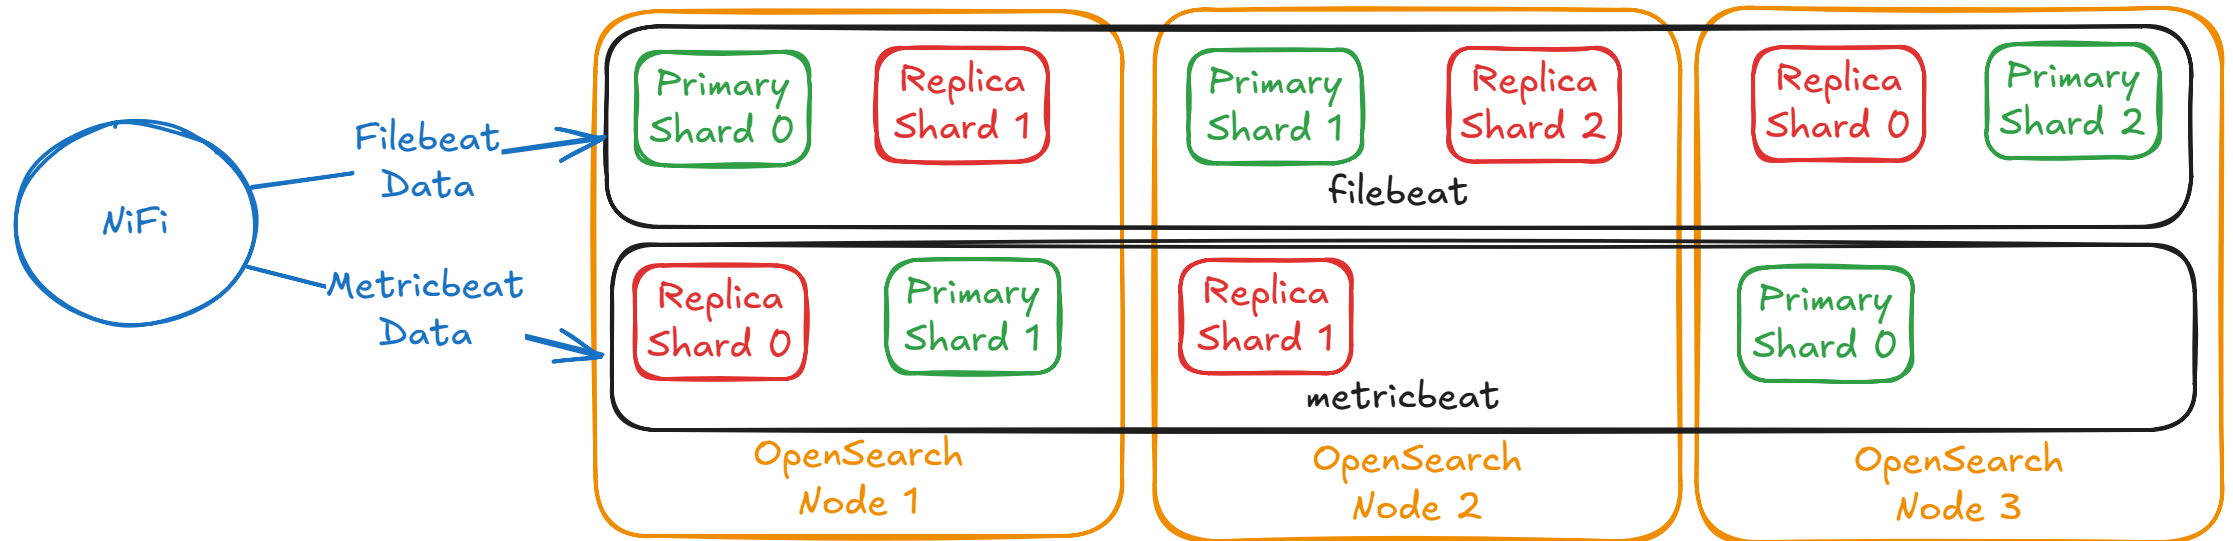 NiFi
Filebeat
Data
Metricbeat
Data
Primary
Shard 0
Replica
Shard 1
Primary
Shard 1
Replica
Shard 2
Replica
Shard 0
Primary
Shard 2
filebeat
Replica
Shard 0
Primary
Shard 1
Replica
Shard 1
Primary
Shard 0
metricbeat
OpenSearch
Node 1
OpenSearch
Node 2
OpenSearch
Node 3